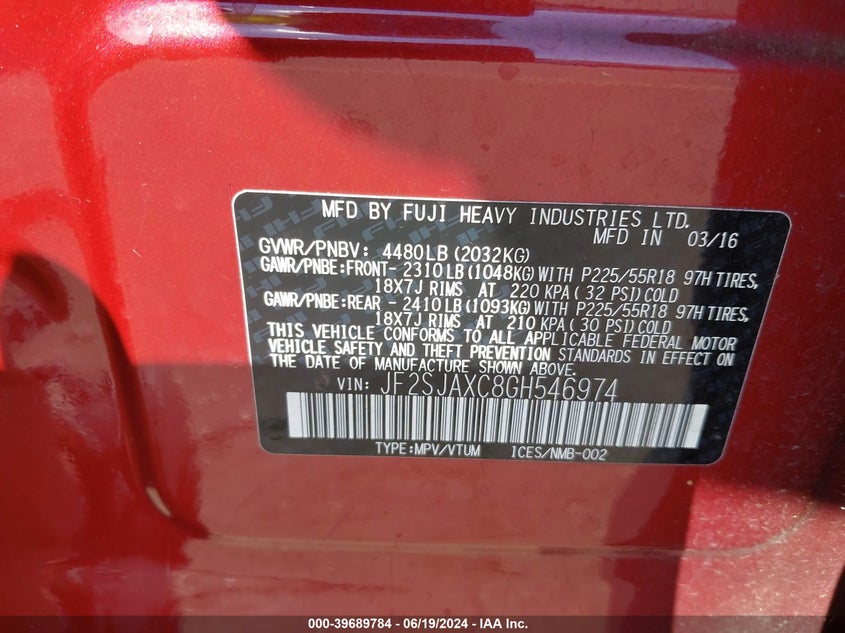 MFD BY FUJI HEAVY INDUSTRIES LTD.
MFD IN 03/16
GVWR/PNBV: 4480LB (2032KG)
GAWR/PNBE:FRONT- 2310LB (1048KG) WITH P225/55R18 97H TIRES,
18X7J RIMS AT 220 KPA ( 32 PSI) COLD
GAWR/PNBE:REAR - 2410LB (1093KG) WITH P225/55R18 97H TIRES,
18X7J RIMS AT 210 KPA ( 30 PSI) COLD
THIS VEHICLE CONFORMS TO ALL APPLICABLE FEDERAL MOTOR
VEHICLE SAFETY AND THEFT PREVENTION STANDARDS IN EFFECT ON
THE DATE OF MANUFACTURE SHOWN ABOVE.
VIN: JF2SJAXC8GH546974
TYPE:MPV/VTUM ICES/NMB-002
000-39689784 - 06/19/2024 - IAA Inc.